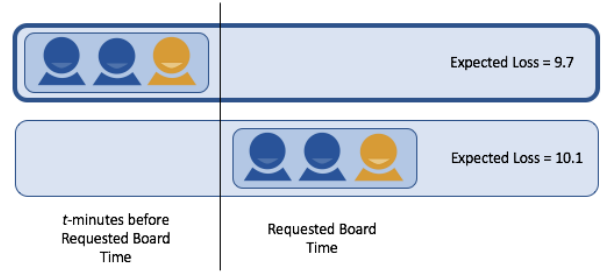 Expected Loss = 9.7
Expected Loss = 10.1
t-minutes before
Requested Board
Time
Requested Board
Time